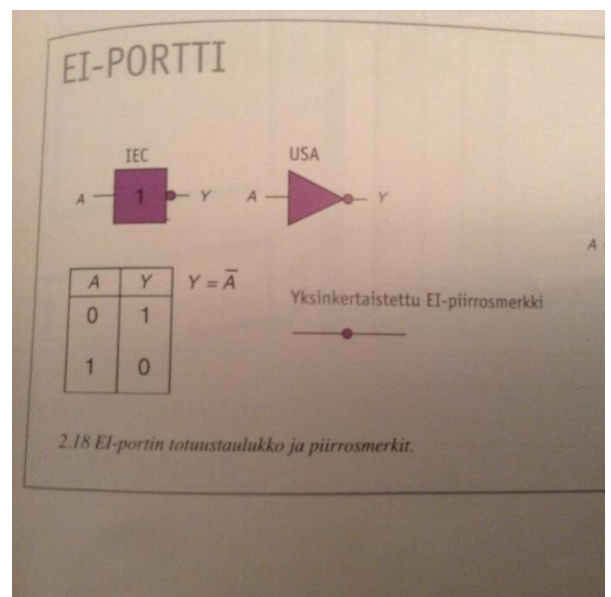 EI-PORTTI
IEC
USA
A 1 Y
A Y
A
A Y Y = A̅
0 1
1 0
Yksinkertaistettu EI-piirrosmerkki
2.18 EI-portin totuustaulukko ja piirrosmerkit.